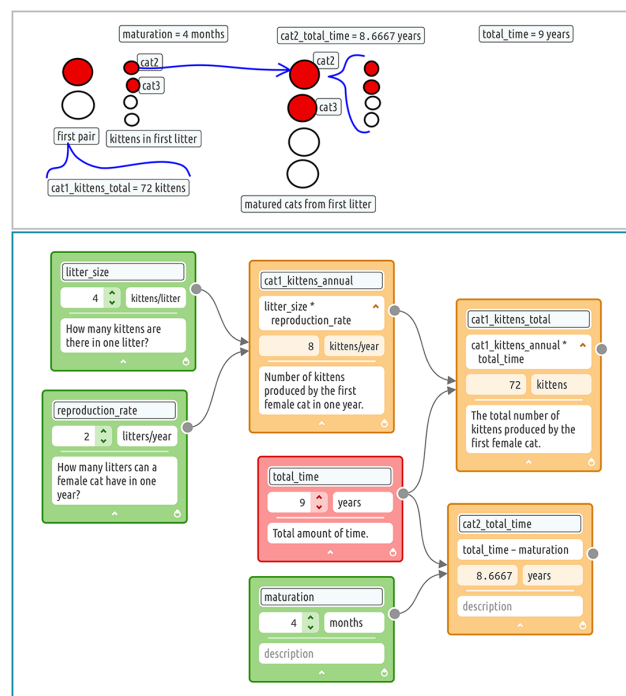 maturation = 4 months
cat2_total_time = 8.6667 years
total_time = 9 years
cat2
cat3
cat2
cat3
first pair
kittens in first litter
cat1_kittens_total = 72 kittens
matured cats from first litter
litter_size
4
kittens/litter
How many kittens are
there in one litter?
reproduction_rate
2
litters/year
How many litters can a
female cat have in one
year?
cat1_kittens_annual
litter_size *
reproduction_rate
8
kittens/year
Number of kittens
produced by the first
female cat in one year.
total_time
9
years
Total amount of time.
maturation
4
months
description
cat1_kittens_total
cat1_kittens_annual *
total_time
72
kittens
The total number of
kittens produced by the
first female cat.
cat2_total_time
total_time – maturation
8.6667
years
description